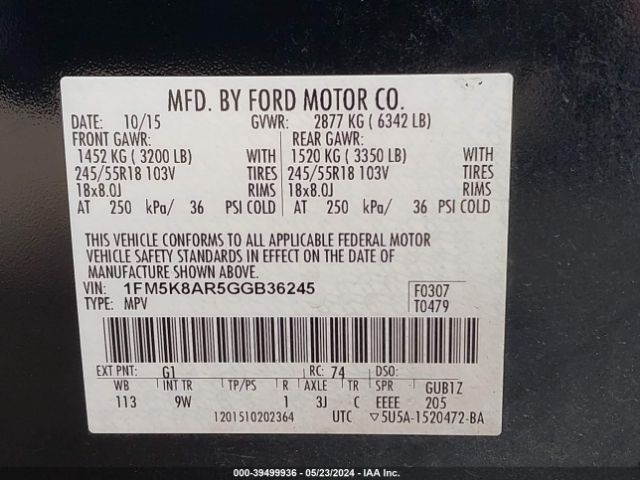 MFD. BY FORD MOTOR CO.
DATE: 10/15 GVWR: 2877 KG ( 6342 LB)
FRONT GAWR: REAR GAWR:
1452 KG ( 3200 LB) WITH 1520 KG ( 3350 LB) WITH
245/55R18 103V TIRES 245/55R18 103V TIRES
18x8.0J RIMS 18x8.0J RIMS
AT 250 kPa/ 36 PSI COLD AT 250 kPa/ 36 PSI COLD
THIS VEHICLE CONFORMS TO ALL APPLICABLE FEDERAL MOTOR
VEHICLE SAFETY STANDARDS IN EFFECT ON THE DATE OF
MANUFACTURE SHOWN ABOVE.
VIN: 1FM5K8AR5GGB36245 F0307
TYPE: MPV T0479
EXT PNT: G1 RC: 74 DSO:
WB INT TR TP/PS R AXLE TR SPR GUB1Z
113 9W 1 3J C EEEE 205
1201510202364 UTC ▽5U5A-1520472-BA
000-39499936 - 05/23/2024 - IAA Inc.